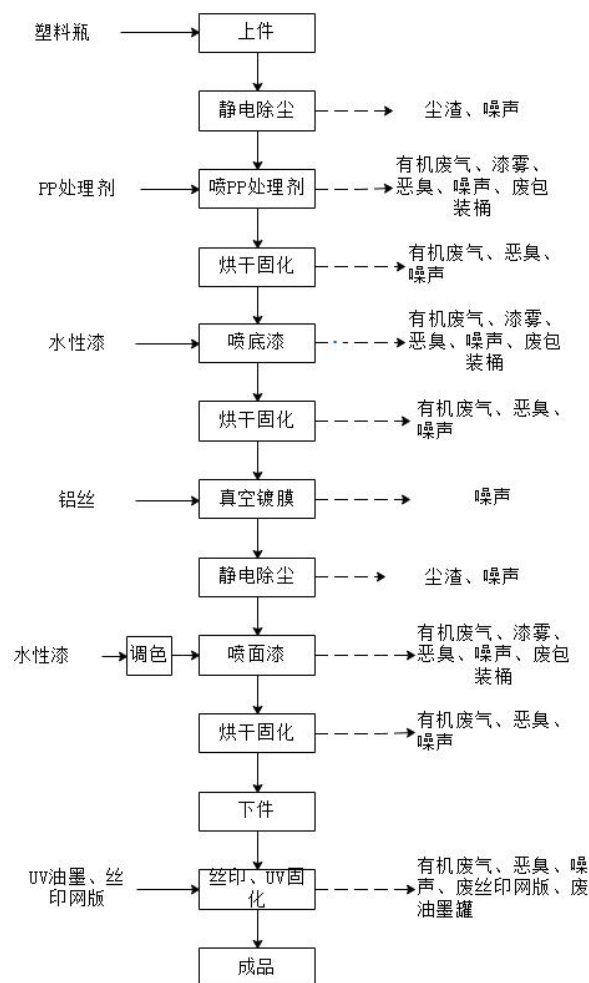 塑料瓶
上件
静电除尘
尘渣、噪声
PP处理剂
喷PP处理剂
有机废气、漆雾、
恶臭、噪声、废包
装桶
烘干固化
有机废气、恶臭、
噪声
水性漆
喷底漆
有机废气、漆雾、
恶臭、噪声、废包
装桶
烘干固化
有机废气、恶臭、
噪声
铝丝
真空镀膜
噪声
静电除尘
尘渣、噪声
水性漆
调色
喷面漆
有机废气、漆雾、
恶臭、噪声、废包
装桶
烘干固化
有机废气、恶臭、
噪声
下件
UV油墨、丝
印网版
丝印、UV固
化
有机废气、恶臭、噪
声、废丝印网版、废
油墨罐
成品